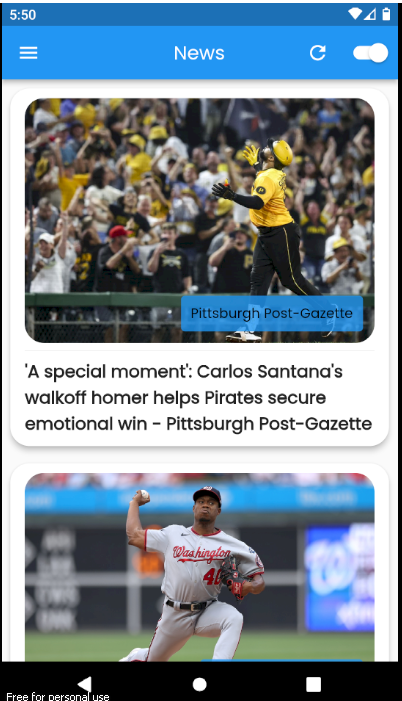 5:50
News
Pittsburgh Post-Gazette
'A special moment': Carlos Santana's
walkoff homer helps Pirates secure
emotional win - Pittsburgh Post-Gazette
Washington
Free for personal use